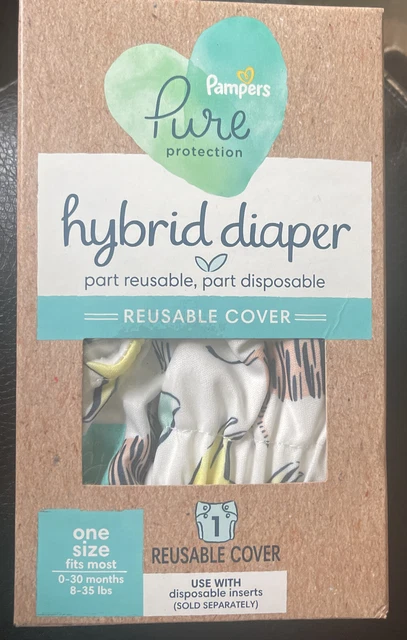 Pampers
Pure
protection
hybrid diaper
part reusable, part disposable
REUSABLE COVER
1
REUSABLE COVER
one
size
fits most
0-30 months
8-35 lbs
USE WITH
disposable inserts
(SOLD SEPARATELY)